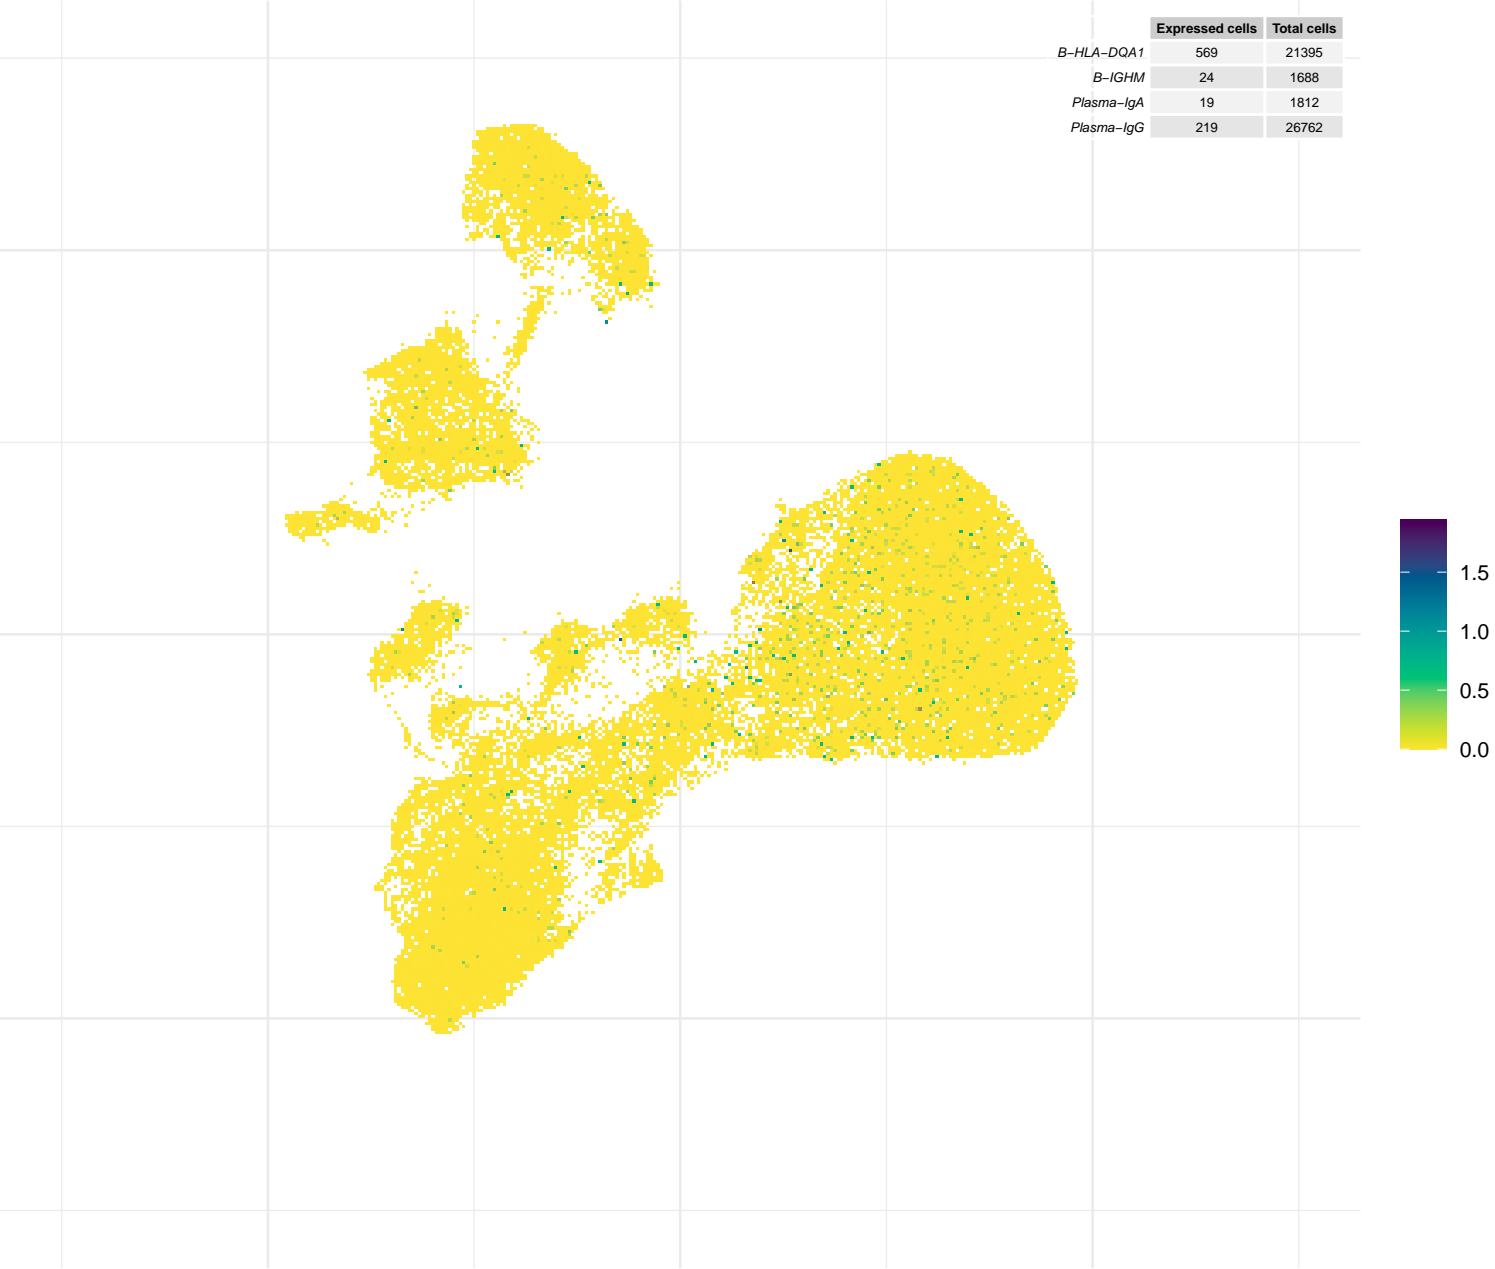 Expressed cells Total cells
B−HLA−DQA1 569 21395
B−IGHM 24 1688
Plasma−IgA 19 1812
Plasma−IgG 219 26762
1.5
1.0
0.5
0.0